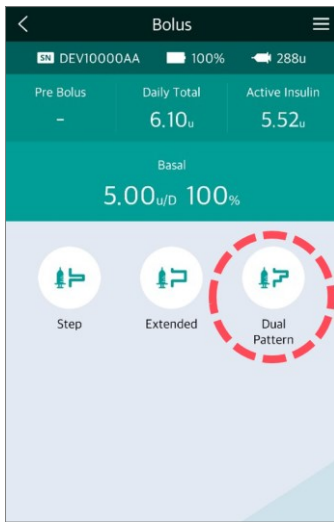 Bolus
SN DEV10000AA 100% 288u
Pre Bolus Daily Total Active Insulin
- 6.10u 5.52u
Basal
5.00u/D 100%
Step Extended Dual
Pattern